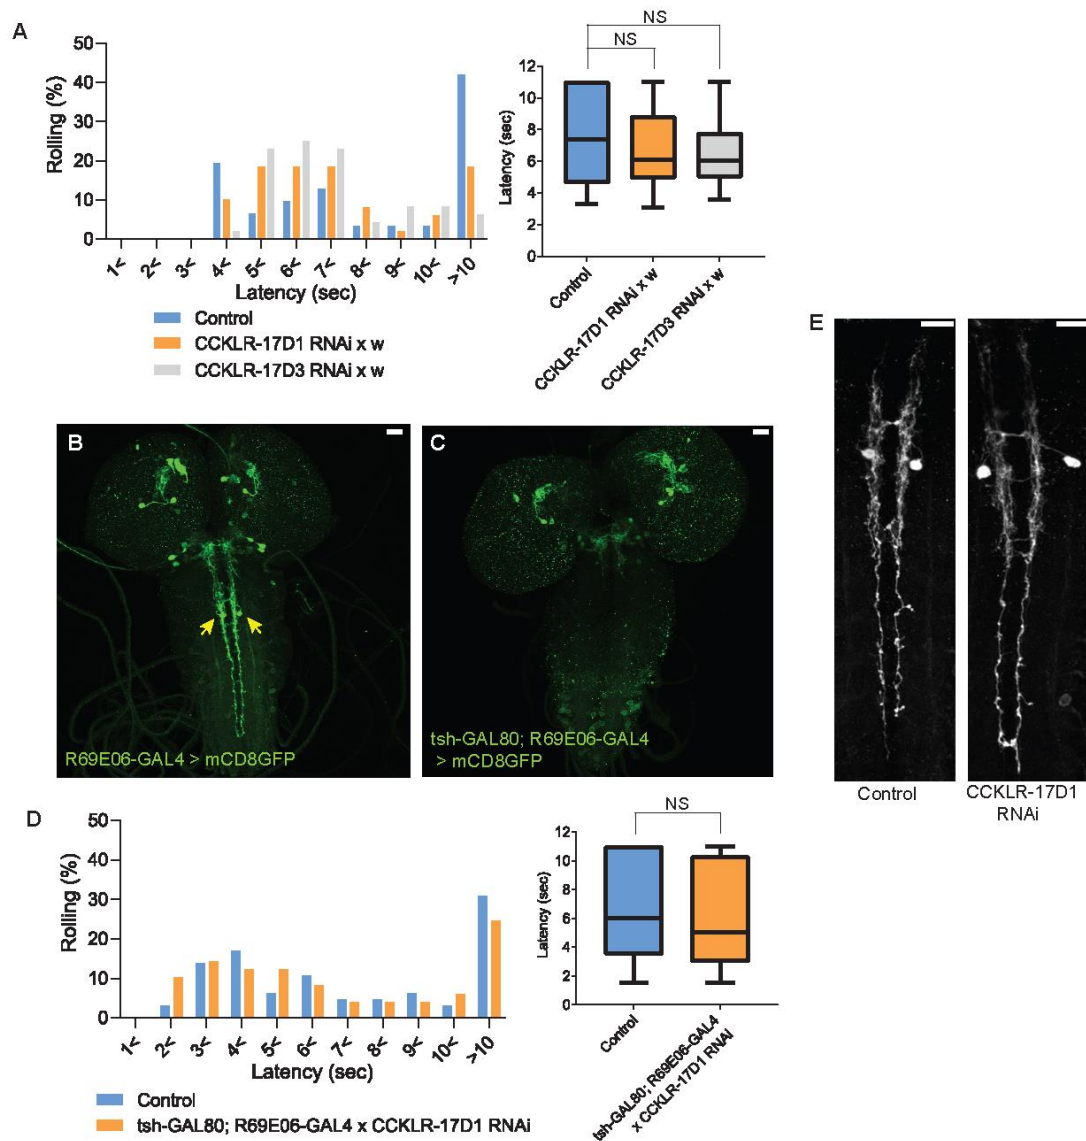 A
Rolling (%)
50
40
30
20
10
0
1< 2< 3< 4< 5< 6< 7< 8< 9< 10< >10
Latency (sec)
Control
CCKLR-17D1 RNAi x w
CCKLR-17D3 RNAi x w
NS
NS
Latency (sec)
12
10
8
6
4
2
0
Control
CCKLR-17D1 RNAi x w
CCKLR-17D3 RNAi x w
B
R69E06-GAL4 > mCD8GFP
C
tsh-GAL80; R69E06-GAL4
> mCD8GFP
E
Control
CCKLR-17D1
RNAi
D
Rolling (%)
50
40
30
20
10
0
1< 2< 3< 4< 5< 6< 7< 8< 9< 10< >10
Latency (sec)
Control
tsh-GAL80; R69E06-GAL4 x CCKLR-17D1 RNAi
NS
Latency (sec)
12
10
8
6
4
2
0
Control
tsh-GAL80; R69E06-GAL4
x CCKLR-17D1 RNAi